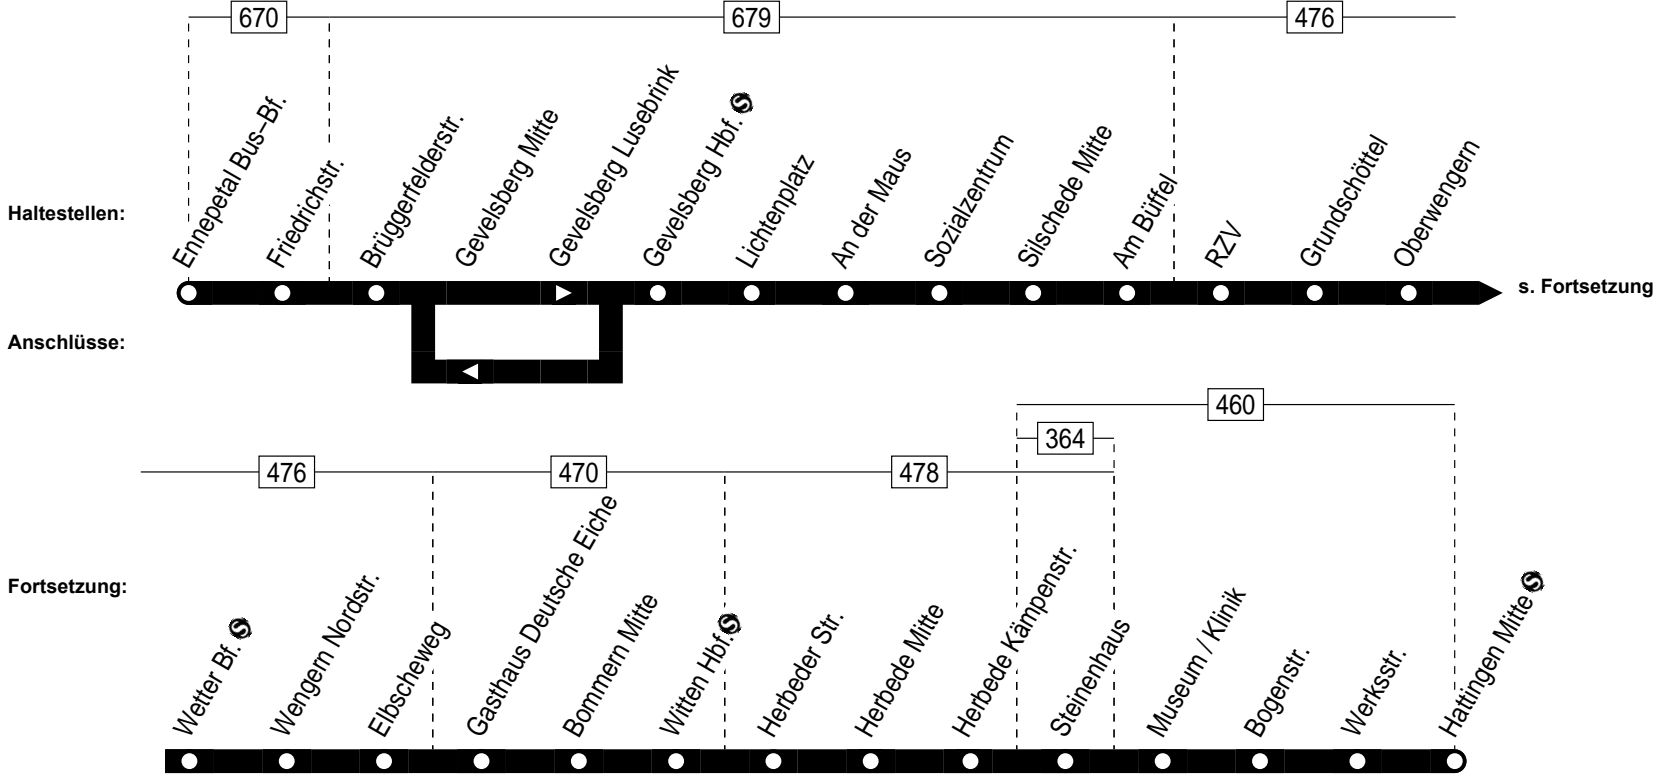 670 679 476
Ennepetal Bus–Bf.
Friedrichstr.
Brüggerfelderstr.
Gevelsberg Mitte
Gevelsberg Lusebrink
Gevelsberg Hbf. S
Lichtenplatz
An der Maus
Sozialzentrum
Silschede Mitte
Am Büffel
RZV
Grundschöttel
Oberwengern
Haltestellen:
s. Fortsetzung
Anschlüsse:
460
364
476 470 478
Fortsetzung:
Wetter Bf. S
Wengern Nordstr.
Elbscheweg
Gasthaus Deutsche Eiche
Bommern Mitte
Witten Hbf. S
Herbeder Str.
Herbede Mitte
Herbede Kämpenstr.
Steinenhaus
Museum / Klinik
Bogenstr.
Werksstr.
Hattingen Mitte S